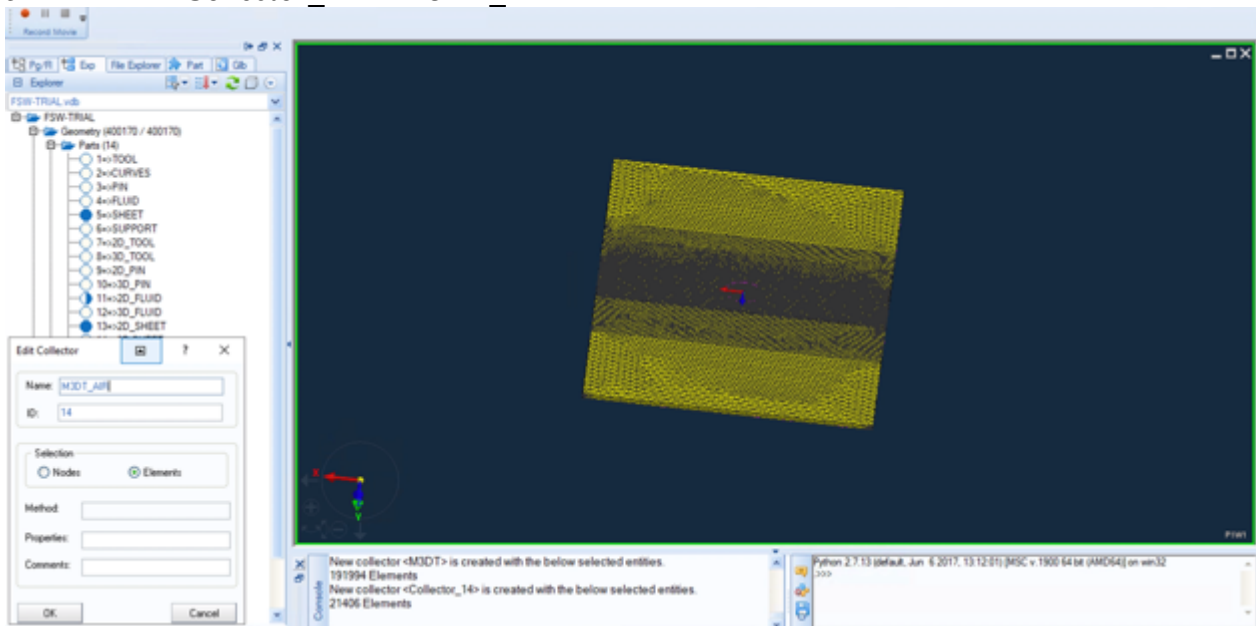 Record Movie
Exp File Explorer Part Glb
Explorer
FSW-TRIAL.vdb
FSW-TRIAL
Geometry (400170 / 400170)
Parts (14)
1=>TOOL
2=>CURVES
3=>PIN
4=>FLUID
5=>SHEET
6=>SUPPORT
7=>2D_TOOL
8=>3D_TOOL
9=>2D_PIN
10=>3D_PIN
11=>2D_FLUID
12=>3D_FLUID
13=>2D_SHEET
Edit Collector ? X
Name: M3DT_AIR
ID: 14
Selection
Nodes Elements
Method:
Properties:
Comments:
OK Cancel
X
Y
P1W1
Console
New collector <M3DT> is created with the below selected entities.
191994 Elements
New collector <Collector_14> is created with the below selected entities.
21406 Elements
Python 2.7.13 (default, Jun 6 2017, 13:12:01) [MSC v.1900 64 bit (AMD64)] on win32
>>>